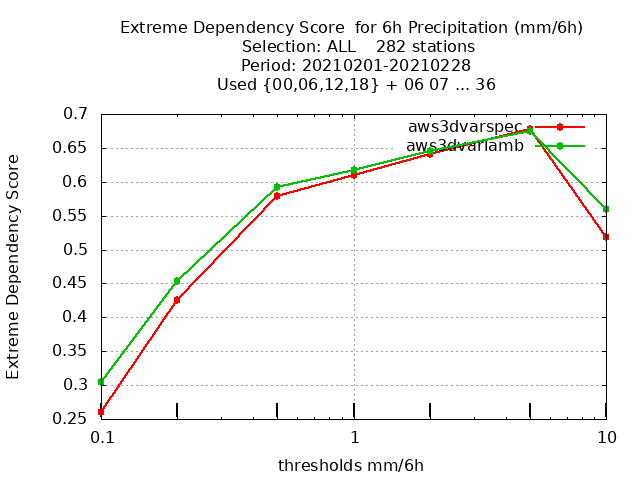 Extreme Dependency Score  for 6h Precipitation (mm/6h)
Selection: ALL    282 stations
Period: 20210201-20210228
Used {00,06,12,18} + 06 07 ... 36
0.7
0.65
0.6
0.55
0.5
0.45
0.4
0.35
0.3
0.25
Extreme Dependency Score
aws3dvarspec
aws3dvarlamb
0.1
1
10
thresholds mm/6h